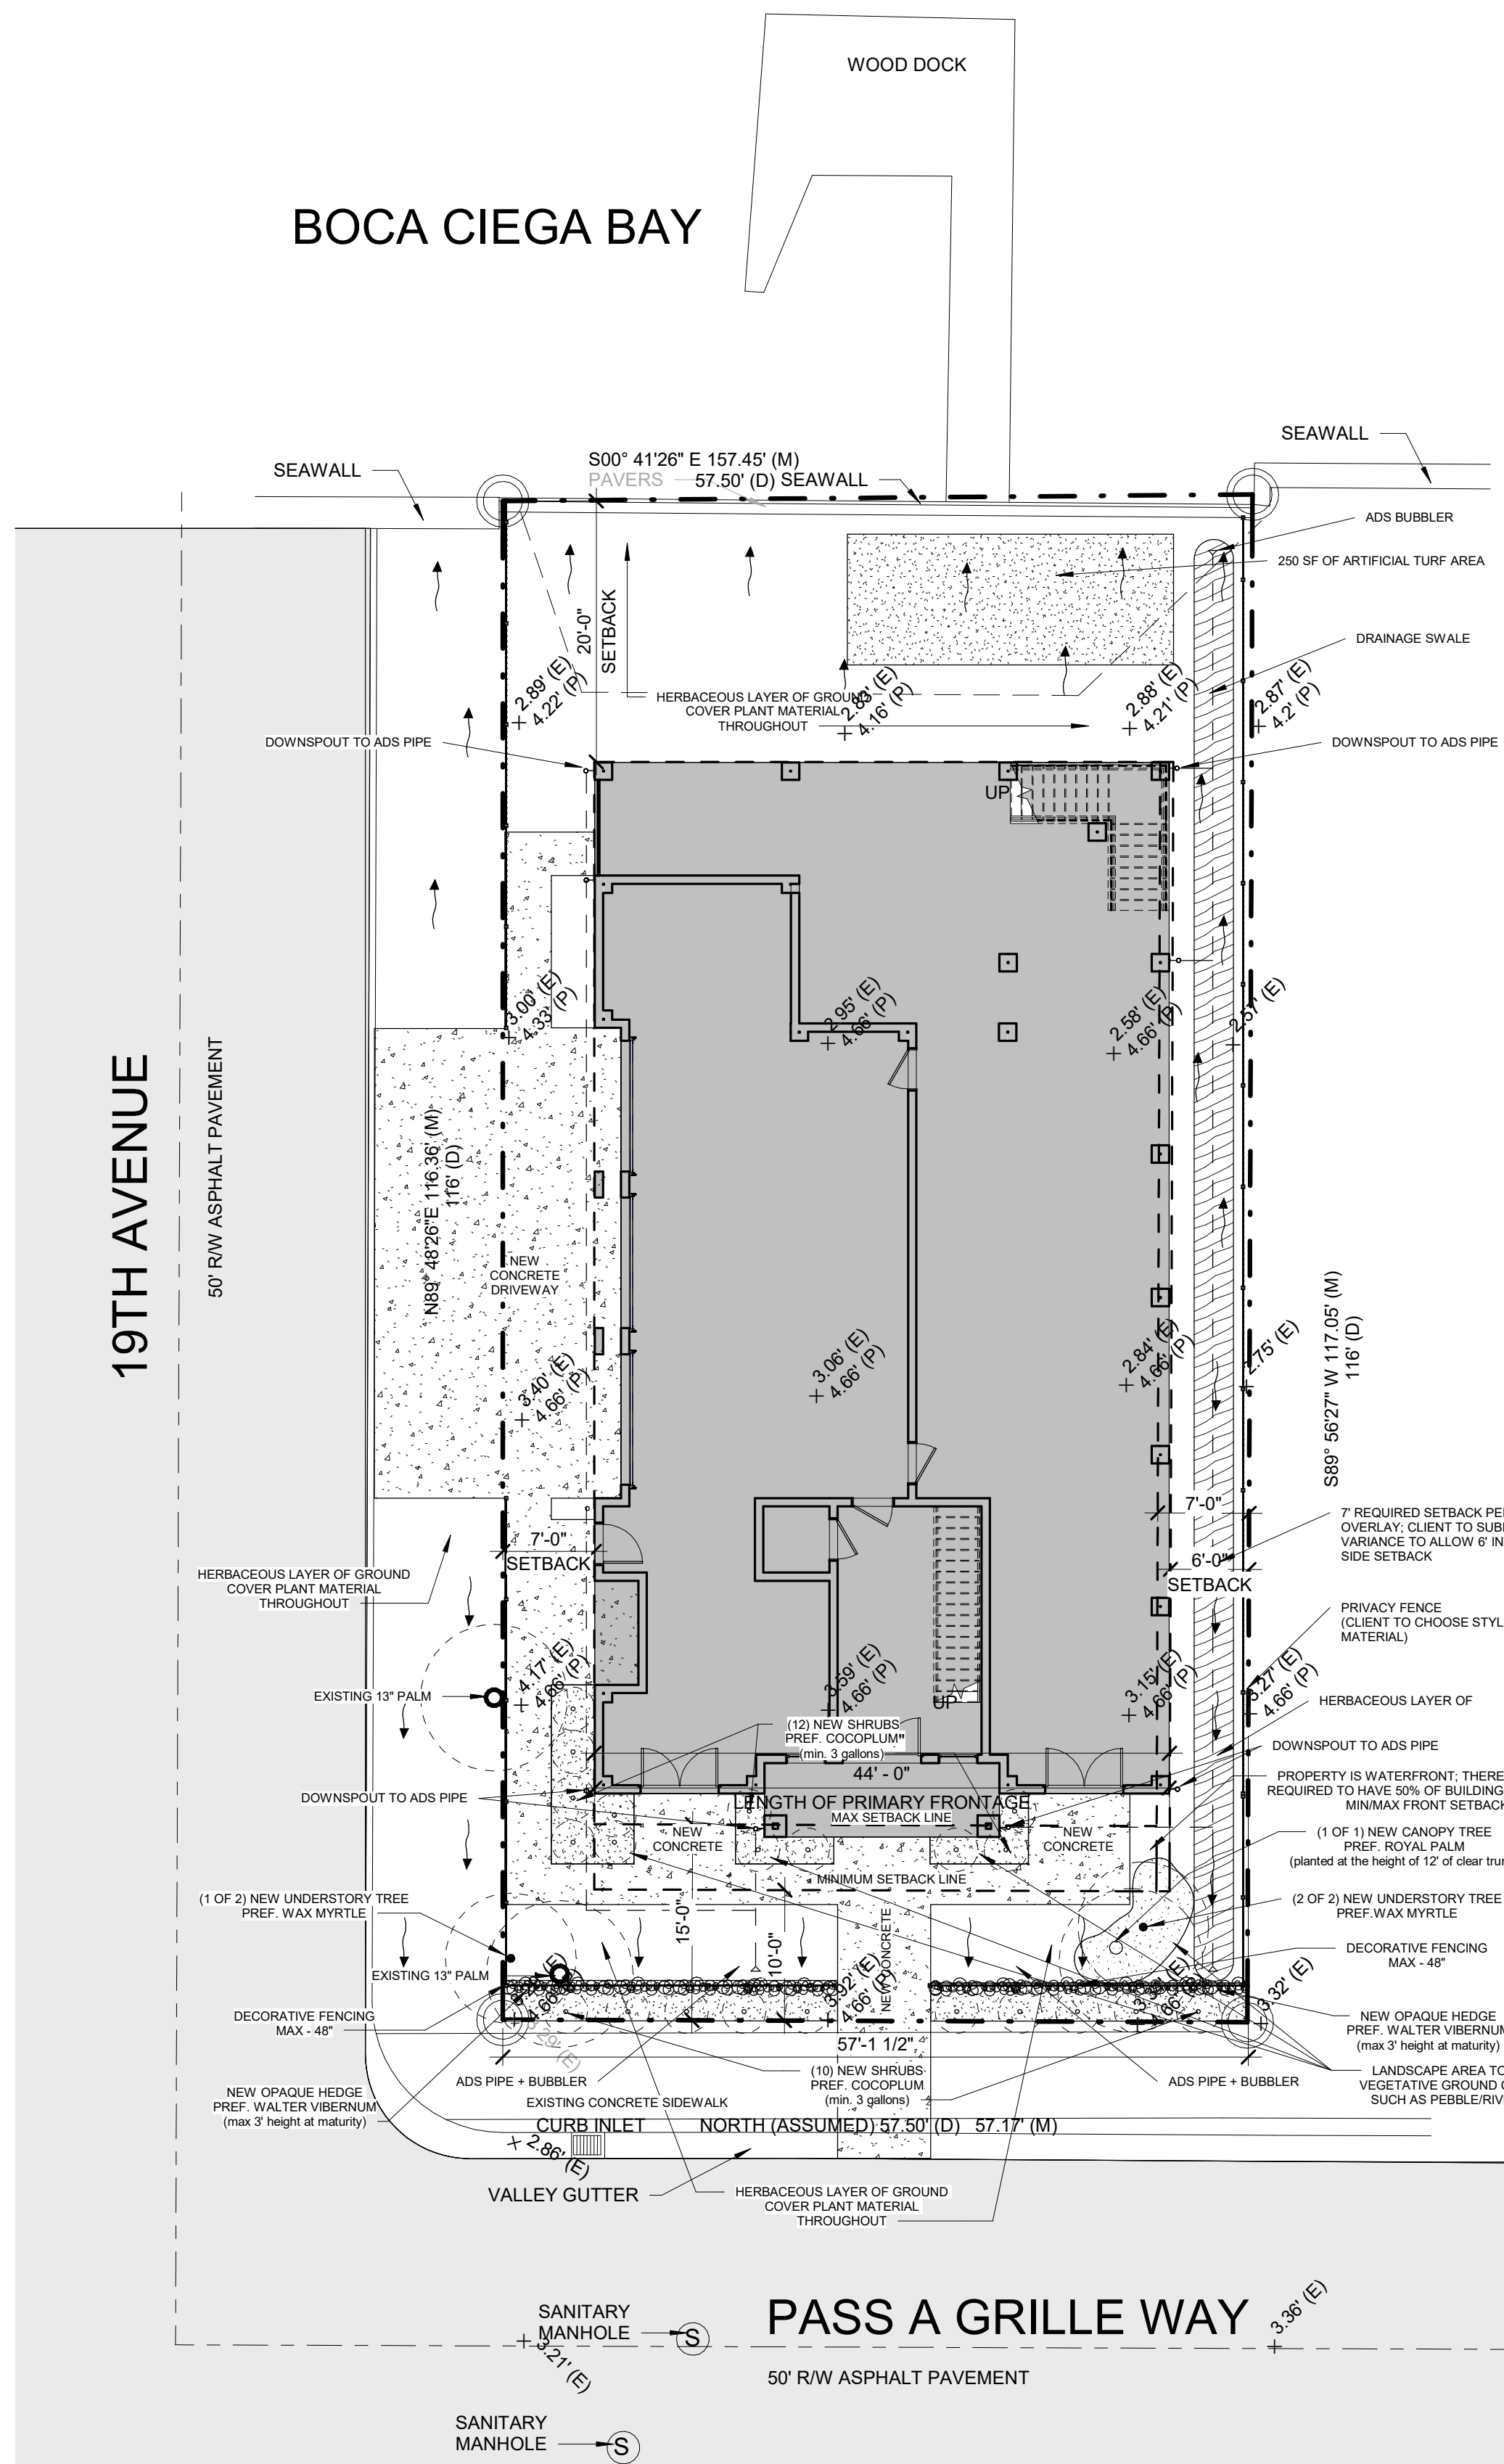 WOOD DOCK
BOCA CIEGA BAY
SEAWALL
SEAWALL
S00° 41'26" E 157.45' (M)
PAVERS
57.50' (D) SEAWALL
ADS BUBBLER
250 SF OF ARTIFICIAL TURF AREA
20'-0"
SETBACK
DRAINAGE SWALE
2.89' (E)
4.22' (P)
HERBACEOUS LAYER OF GROUND
COVER PLANT MATERIAL
THROUGHOUT
2.83' (E)
4.16' (P)
2.88' (E)
4.21' (P)
2.87' (E)
4.2' (P)
DOWNSPOUT TO ADS PIPE
DOWNSPOUT TO ADS PIPE
UP
3.00' (E)
4.33' (P)
2.95' (E)
4.66' (P)
2.58' (E)
4.66' (P)
2.57' (E)
19TH AVENUE
50' R/W ASPHALT PAVEMENT
N89° 48'26"E 116.36' (M)
116' (D)
NEW
CONCRETE
DRIVEWAY
3.40' (E)
4.66' (P)
3.06' (E)
4.66' (P)
2.84' (E)
4.66' (P)
2.75' (E)
S89° 56'27" W 117.05' (M)
116' (D)
7'-0"
7' REQUIRED SETBACK PE
OVERLAY; CLIENT TO SUB
VARIANCE TO ALLOW 6' IN
SIDE SETBACK
7'-0"
SETBACK
6'-0"
SETBACK
HERBACEOUS LAYER OF GROUND
COVER PLANT MATERIAL
THROUGHOUT
PRIVACY FENCE
(CLIENT TO CHOOSE STYL
MATERIAL)
4.17' (E)
4.66' (P)
3.59' (E)
4.66' (P)
3.15' (E)
4.66' (P)
3.27' (E)
4.66' (P)
EXISTING 13" PALM
UP
HERBACEOUS LAYER OF
(12) NEW SHRUBS
PREF. COCOPLUM"
(min. 3 gallons)
DOWNSPOUT TO ADS PIPE
44' - 0"
LENGTH OF PRIMARY FRONTAGE
MAX SETBACK LINE
DOWNSPOUT TO ADS PIPE
PROPERTY IS WATERFRONT; THERE
REQUIRED TO HAVE 50% OF BUILDING
MIN/MAX FRONT SETBACK
NEW
CONCRETE
NEW
CONCRETE
(1 OF 1) NEW CANOPY TREE
PREF. ROYAL PALM
(planted at the height of 12' of clear trun
MINIMUM SETBACK LINE
(1 OF 2) NEW UNDERSTORY TREE
PREF. WAX MYRTLE
(2 OF 2) NEW UNDERSTORY TREE
PREF.WAX MYRTLE
15'-0"
10'-0"
NEW CONCRETE
DECORATIVE FENCING
MAX - 48"
EXISTING 13" PALM
3.92' (E)
4.66' (P)
3.32' (E)
DECORATIVE FENCING
MAX - 48"
NEW OPAQUE HEDGE
PREF. WALTER VIBERNUM
(max 3' height at maturity)
57'-1 1/2"
(10) NEW SHRUBS
PREF. COCOPLUM
(min. 3 gallons)
ADS PIPE + BUBBLER
ADS PIPE + BUBBLER
LANDSCAPE AREA TO
VEGETATIVE GROUND
SUCH AS PEBBLE/RIV
NEW OPAQUE HEDGE
PREF. WALTER VIBERNUM
(max 3' height at maturity)
EXISTING CONCRETE SIDEWALK
CURB INLET
NORTH (ASSUMED) 57.50' (D) 57.17' (M)
2.86' (E)
VALLEY GUTTER
HERBACEOUS LAYER OF GROUND
COVER PLANT MATERIAL
THROUGHOUT
SANITARY
MANHOLE
S
3.21' (E)
PASS A GRILLE WAY
3.36' (E)
50' R/W ASPHALT PAVEMENT
SANITARY
MANHOLE
S